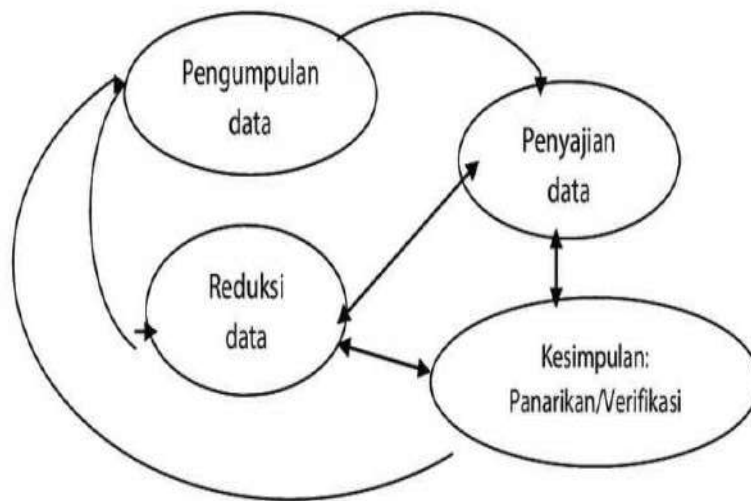 Pengumpulan
data
Penyajian
data
Reduksi
data
Kesimpulan:
Panarikan/Verifikasi